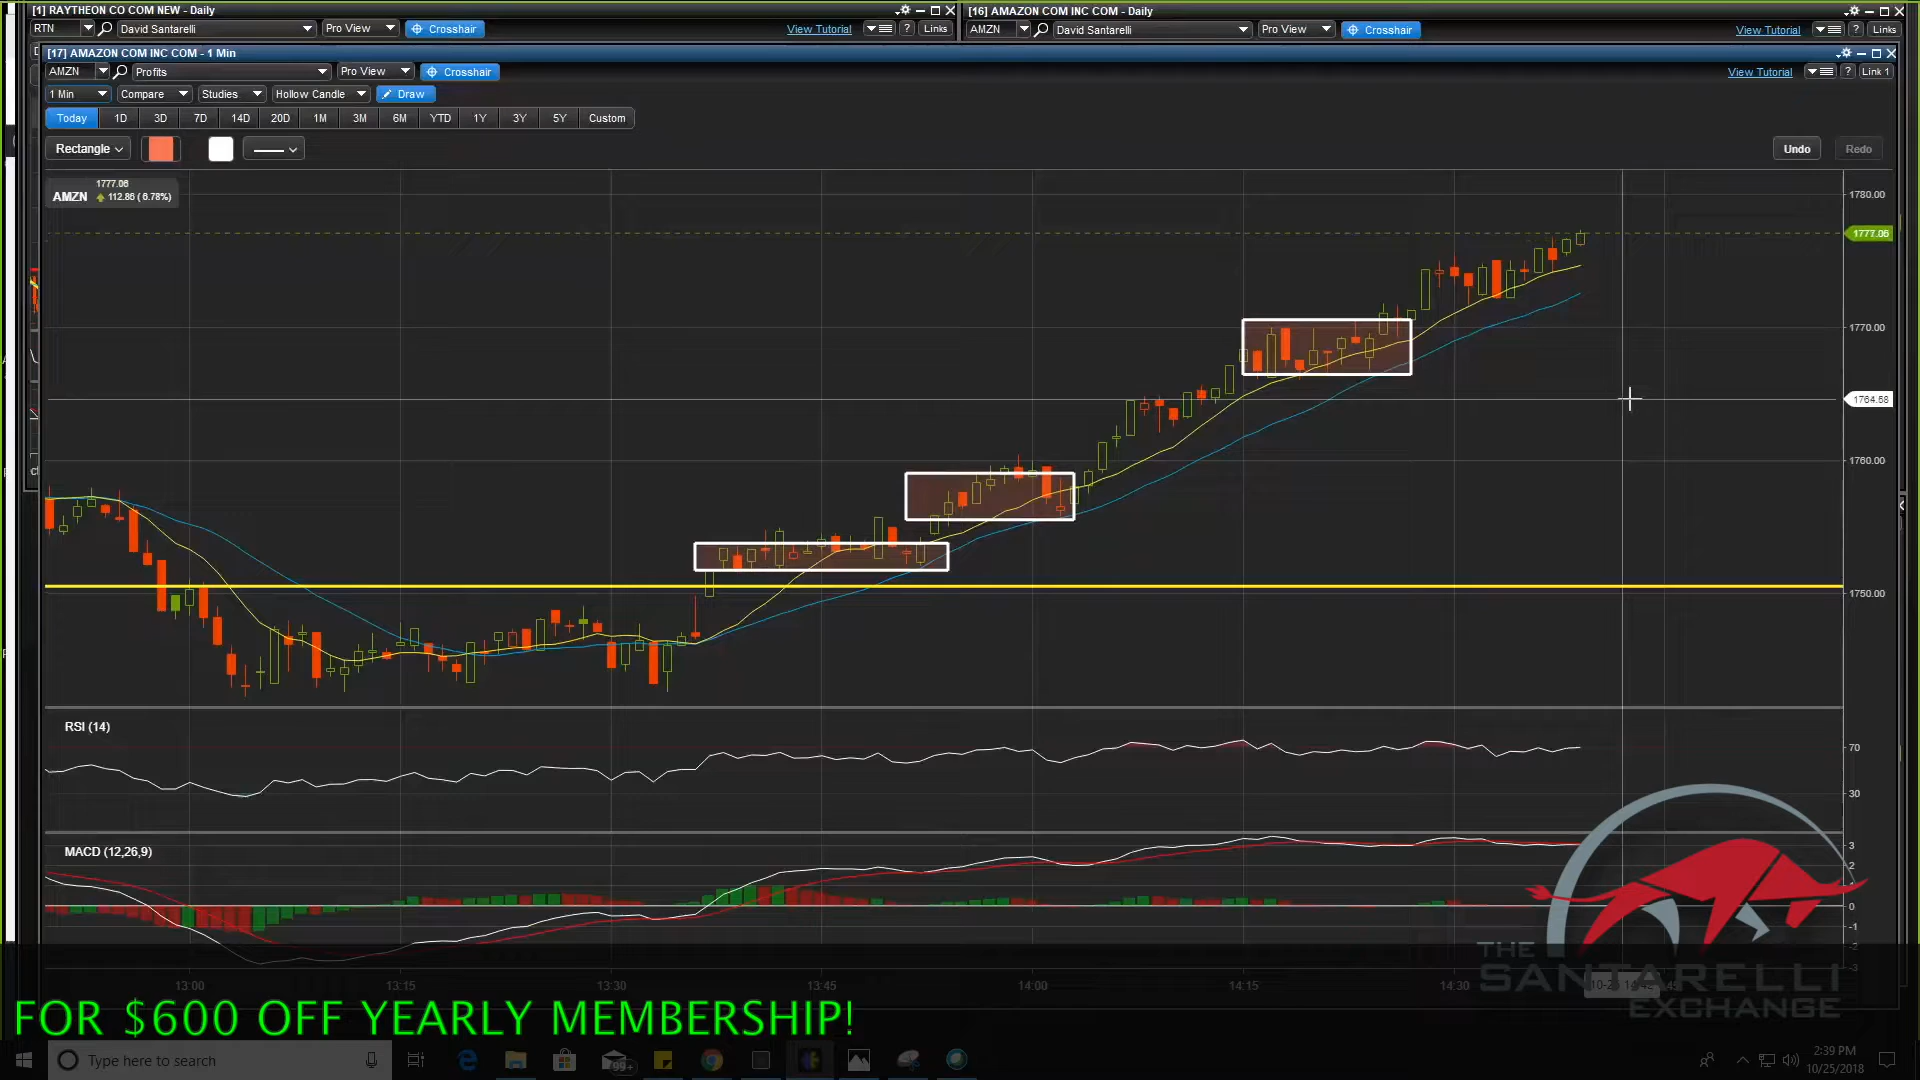 [1] RAYTHEON CO COM NEW - Daily
[16] AMAZON COM INC COM - Daily
RTN David Santarelli Pro View Crosshair View Tutorial ? Links
AMZN David Santarelli Pro View Crosshair View Tutorial ? Links
[17] AMAZON COM INC COM - 1 Min
AMZN Profits Pro View Crosshair View Tutorial ? Link 1
1 Min Compare Studies Hollow Candle Draw
Today 1D 3D 7D 14D 20D 1M 3M 6M YTD 1Y 3Y 5Y Custom
Rectangle Undo Redo
1777.06
AMZN 112.86 (6.78%)
1780.00
1777.06
1770.00
1764.58
1760.00
1750.00
RSI (14)
70
30
MACD (12,26,9)
3
2
1
0
-1
-2
-3
13:00 13:15 13:30 13:45 14:00 14:15 14:30
THE
SANTARELLI
EXCHANGE
FOR $600 OFF YEARLY MEMBERSHIP!
Type here to search
99+
2:39 PM
10/25/2018